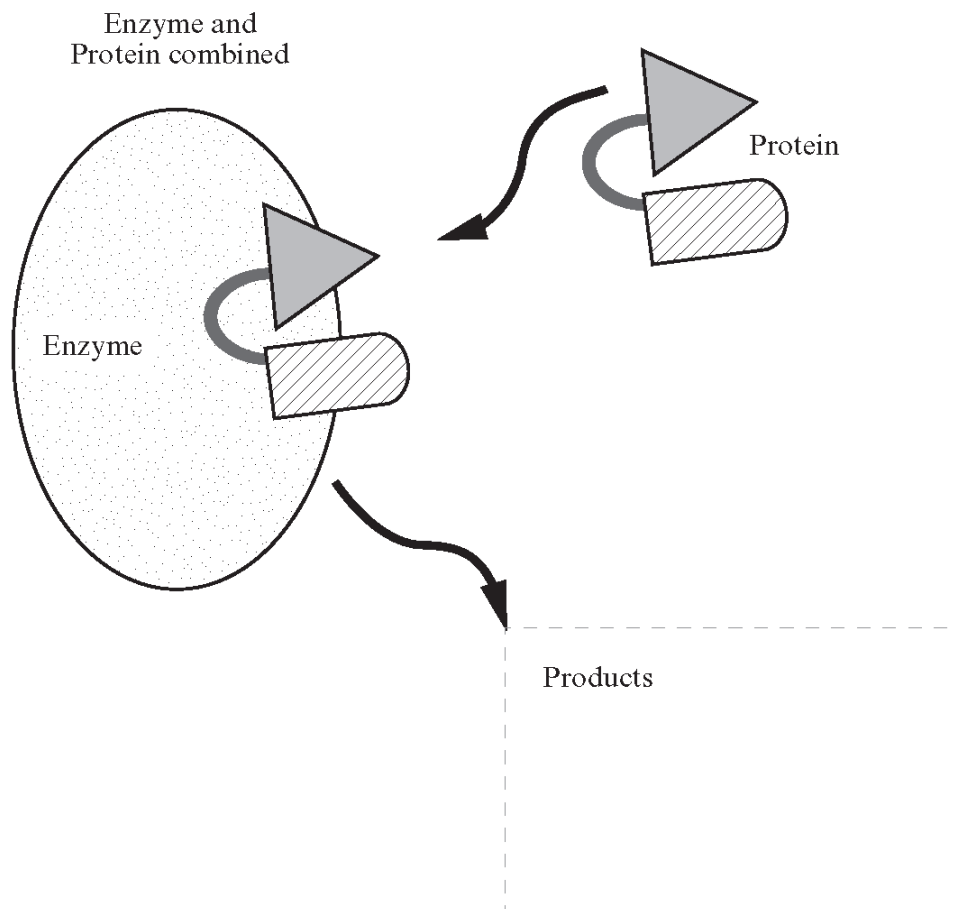 Enzyme and
Protein combined
Protein
Enzyme
Products